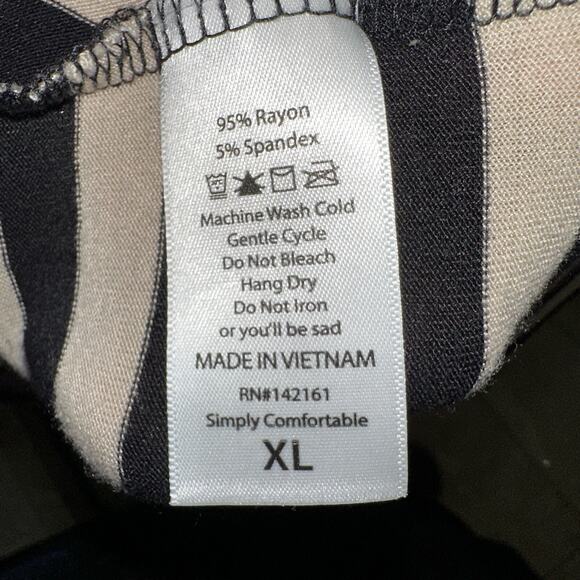 95% Rayon
5% Spandex
Machine Wash Cold
Gentle Cycle
Do Not Bleach
Hang Dry
Do Not Iron
or you'll be sad
MADE IN VIETNAM
RN#142161
Simply Comfortable
XL